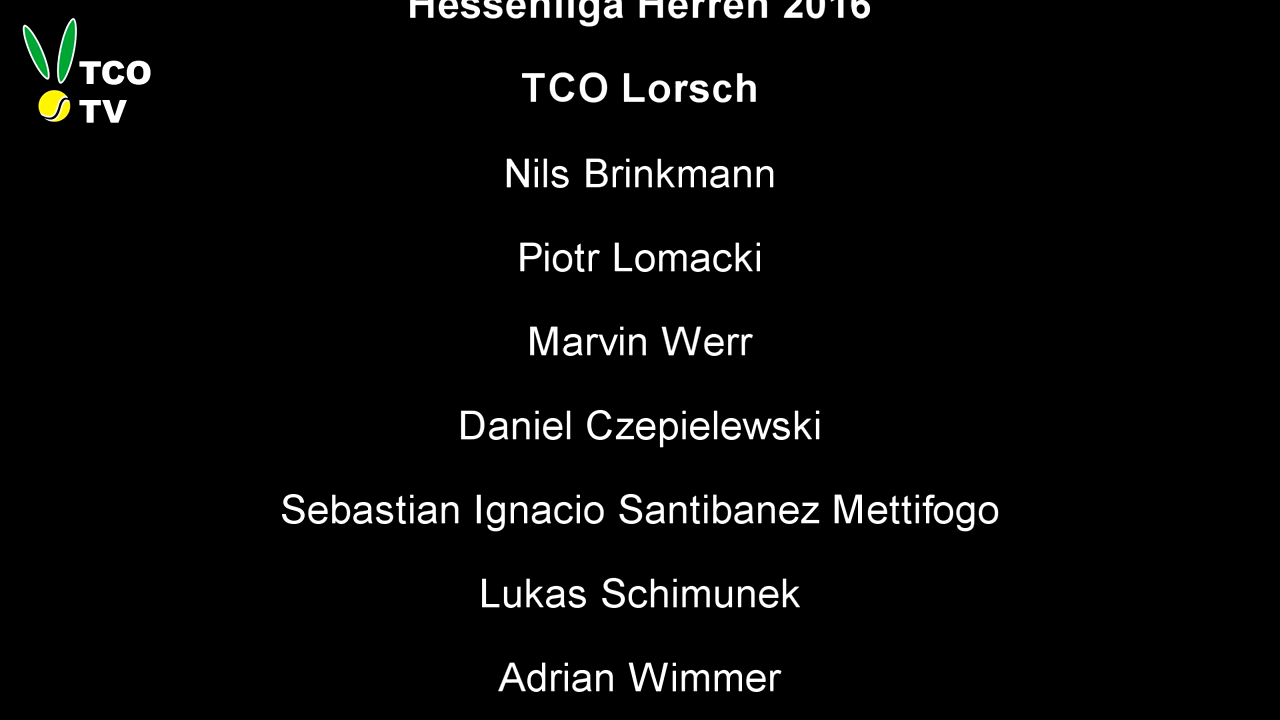 Hessenliga Herren 2016
TCO
TV
TCO Lorsch
Nils Brinkmann
Piotr Lomacki
Marvin Werr
Daniel Czepielewski
Sebastian Ignacio Santibanez Mettifogo
Lukas Schimunek
Adrian Wimmer